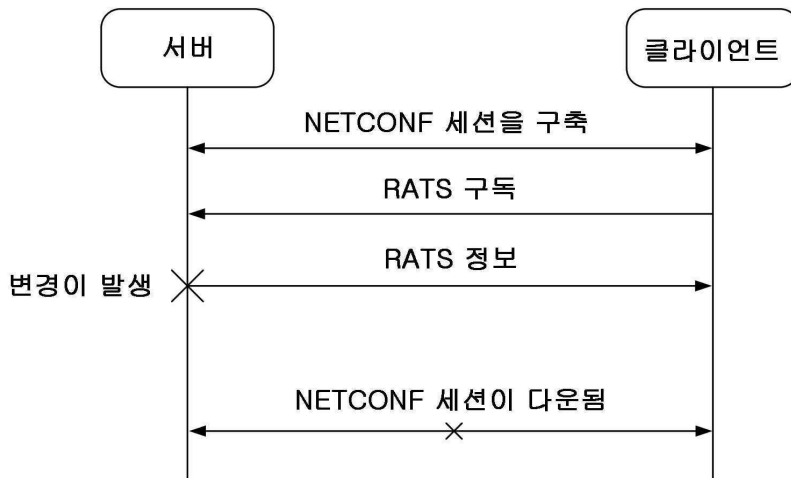 서버
클라이언트
NETCONF 세션을 구축
RATS 구독
RATS 정보
변경이 발생
NETCONF 세션이 다운됨